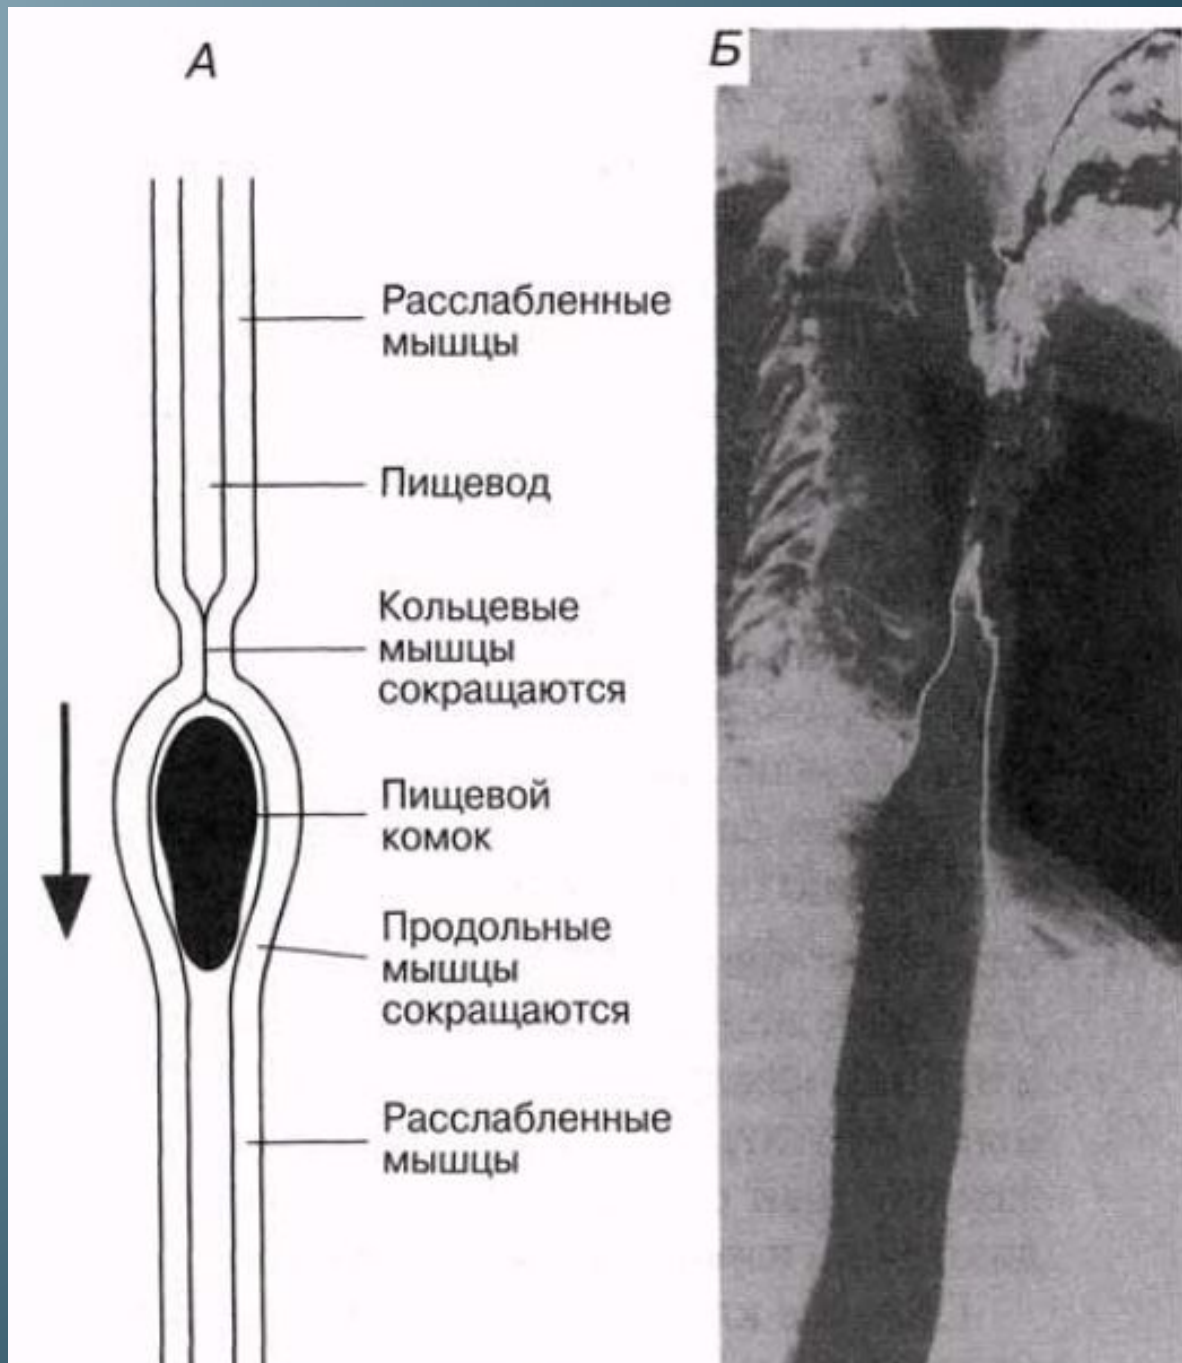 А
Б
Расслабленные
мышцы
Пищевод
Кольцевые
мышцы
сокращаются
Пищевой
комок
Продольные
мышцы
сокращаются
Расслабленные
мышцы